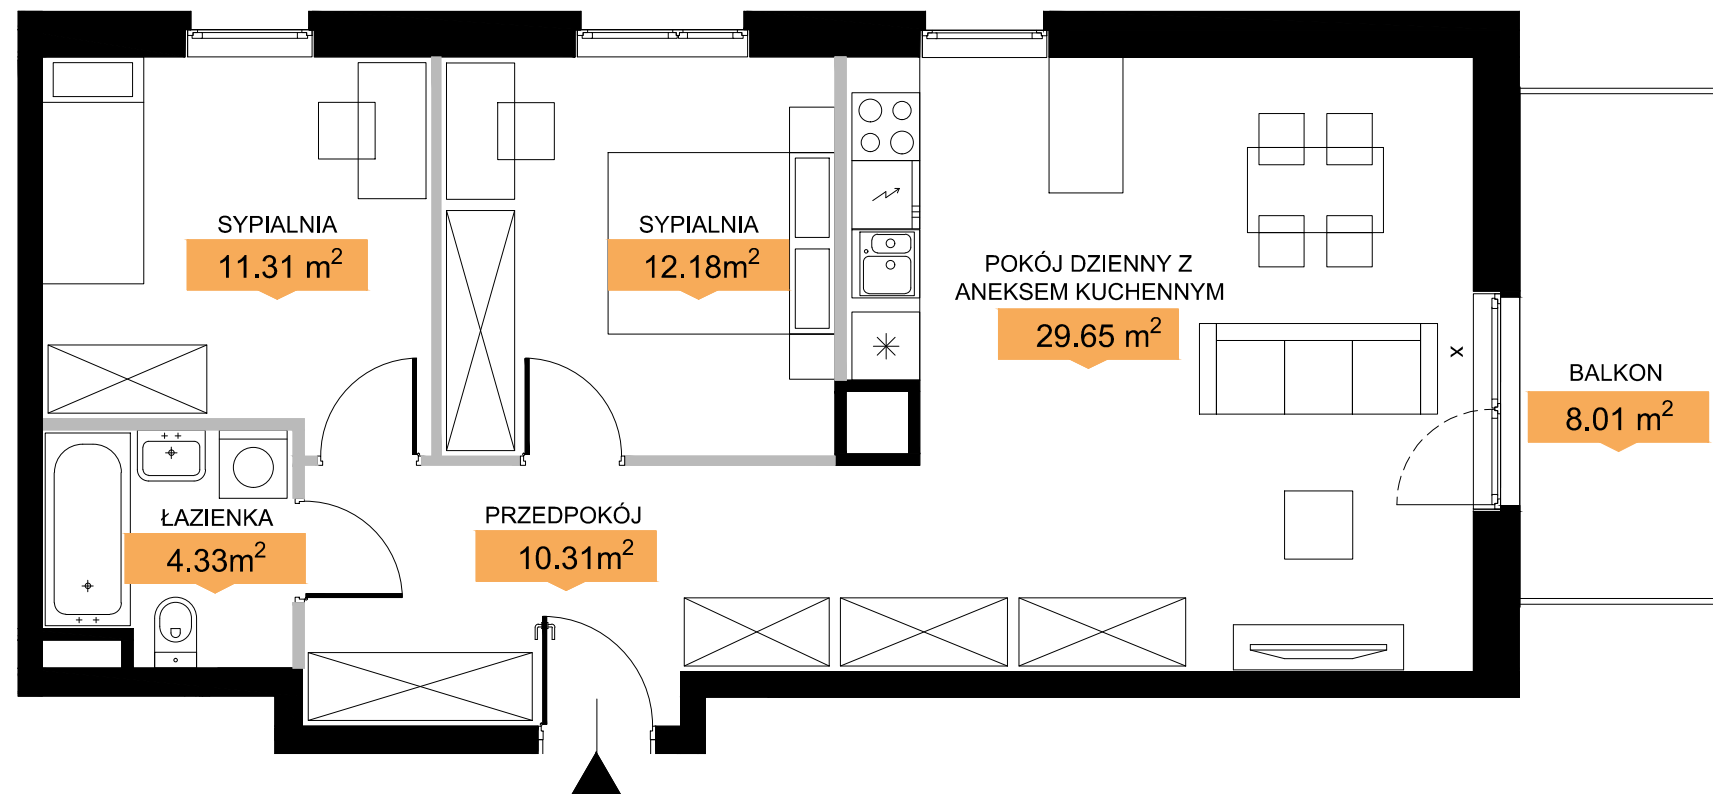 SYPIALNIA
11.31 m²
SYPIALNIA
12.18m²
POKÓJ DZIENNY Z
ANEKSEM KUCHENNYM
29.65 m²
x
BALKON
8.01 m²
ŁAZIENKA
4.33m²
PRZEDPOKÓJ
10.31m²